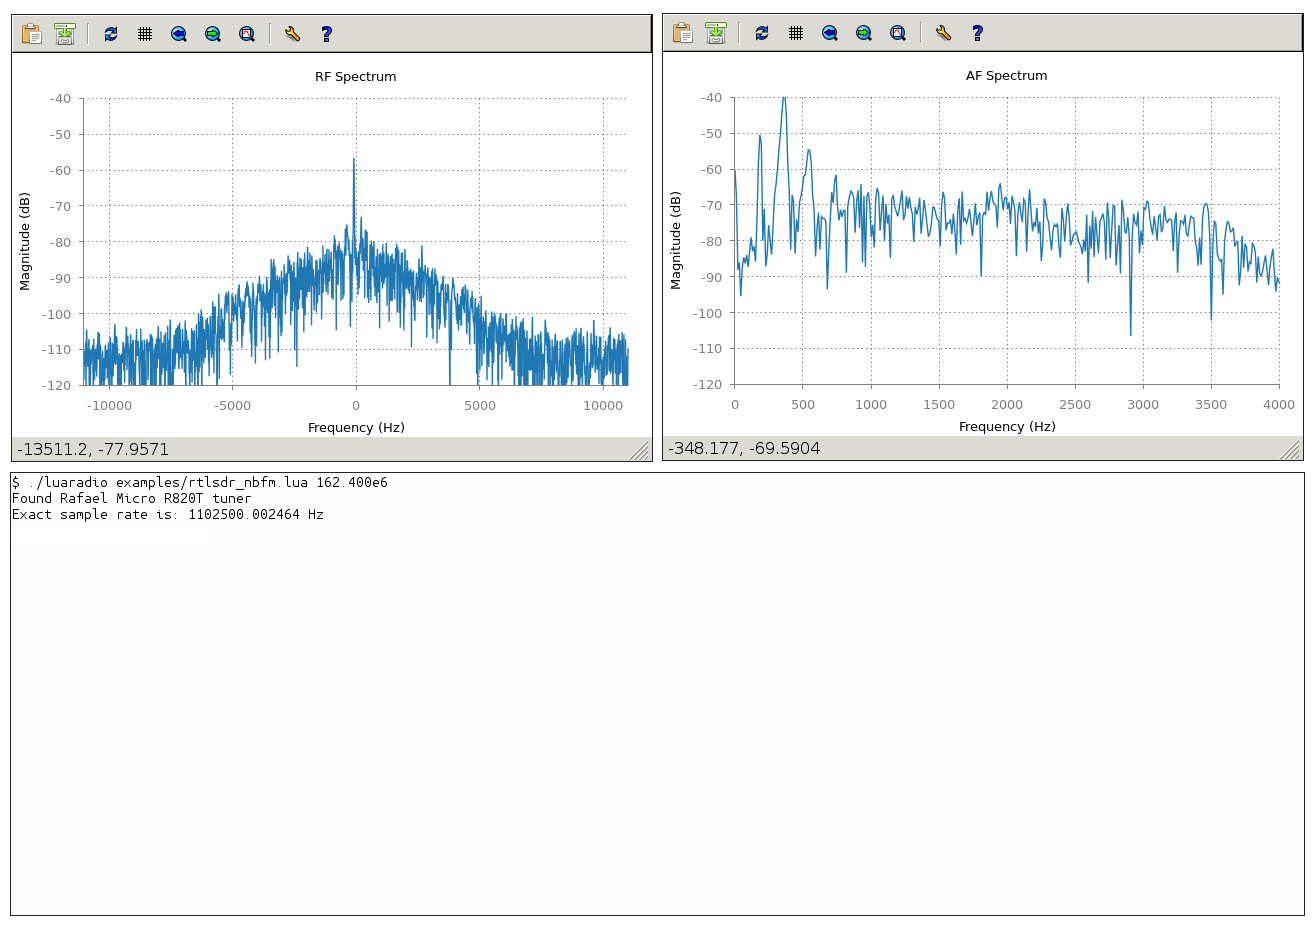 RF Spectrum
-40
-50
-60
-70
-80
-90
-100
-110
-120
Magnitude (dB)
-10000 -5000 0 5000 10000
Frequency (Hz)
-13511.2, -77.9571
AF Spectrum
-40
-50
-60
-70
-80
-90
-100
-110
-120
Magnitude (dB)
0 500 1000 1500 2000 2500 3000 3500 4000
Frequency (Hz)
-348.177, -69.5904
$ ./luaradio examples/rtlsdr_nbfm.lua 162.400e6
Found Rafael Micro R820T tuner
Exact sample rate is: 1102500.002464 Hz